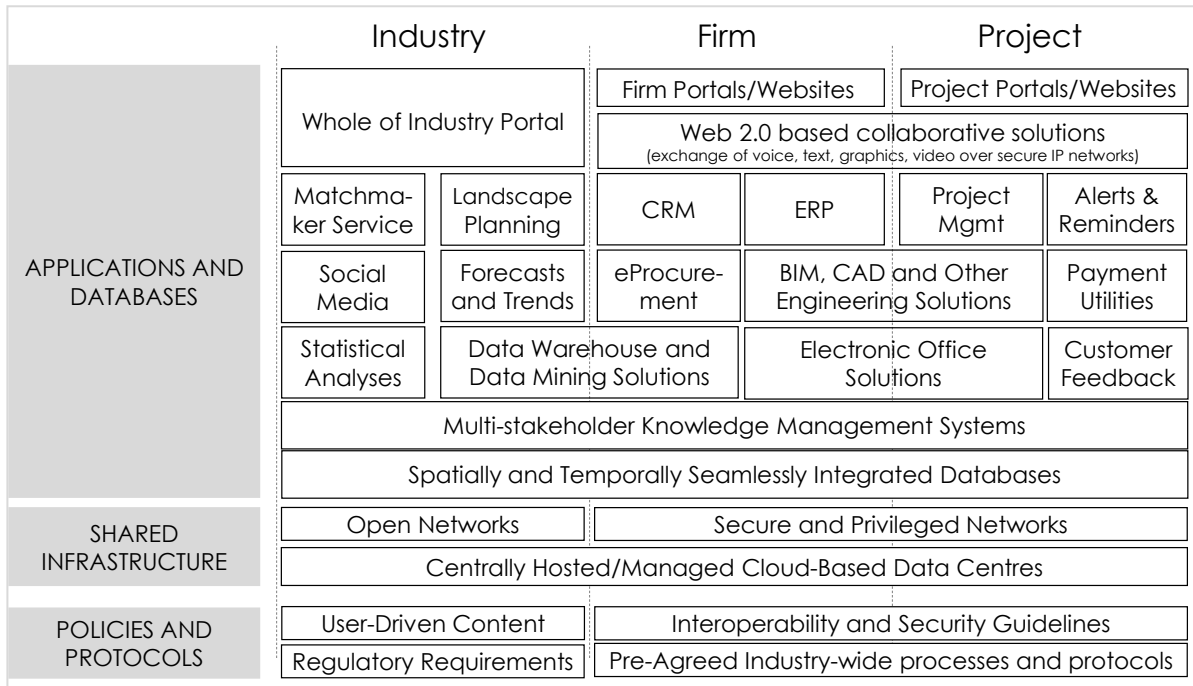 Industry
Firm
Project
APPLICATIONS AND
DATABASES
Whole of Industry Portal
Firm Portals/Websites
Project Portals/Websites
Web 2.0 based collaborative solutions
(exchange of voice, text, graphics, video over secure IP networks)
Matchma-
ker Service
Landscape
Planning
CRM
ERP
Project
Mgmt
Alerts &
Reminders
Social
Media
Forecasts
and Trends
eProcure-
ment
BIM, CAD and Other
Engineering Solutions
Payment
Utilities
Statistical
Analyses
Data Warehouse and
Data Mining Solutions
Electronic Office
Solutions
Customer
Feedback
Multi-stakeholder Knowledge Management Systems
Spatially and Temporally Seamlessly Integrated Databases
SHARED
INFRASTRUCTURE
Open Networks
Secure and Privileged Networks
Centrally Hosted/Managed Cloud-Based Data Centres
POLICIES AND
PROTOCOLS
User-Driven Content
Interoperability and Security Guidelines
Regulatory Requirements
Pre-Agreed Industry-wide processes and protocols